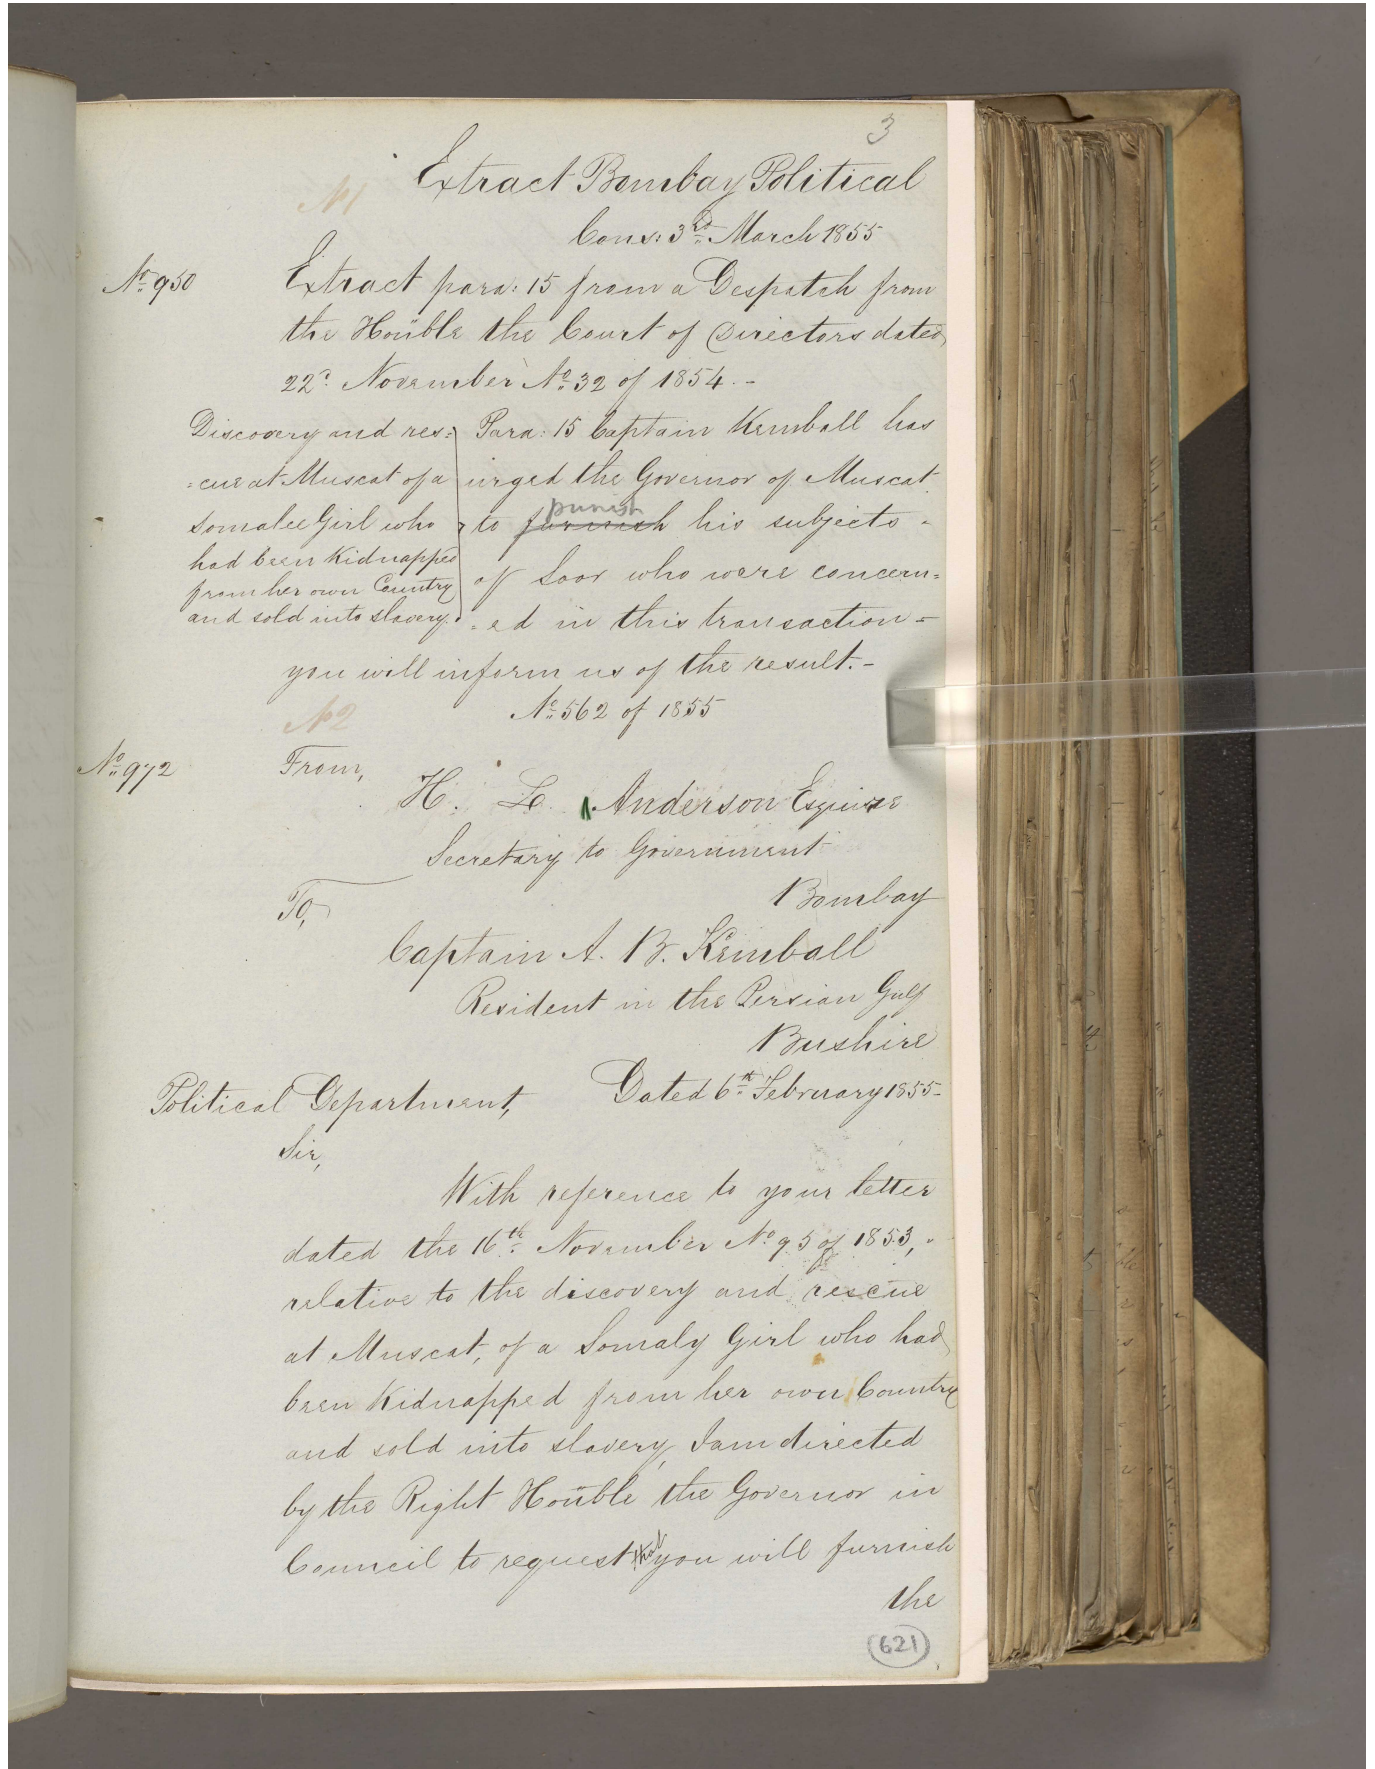 3
Extract Bombay Political
Cons: 3rd March 1855
No 1
No 950
Extract para: 15 from a Despatch from
the Honble the Court of Directors dated
22d November No 32 of 1854.-
Discovery and res=
=cue at Muscat of a
Somalee Girl who
had been Kidnapped
from her own Country
and sold into slavery.
Para: 15 Captain Kemball has
urged the Governor of Muscat
punish
to furnish his subjects -
of Soor who were concern=
=ed in this transaction -
you will inform us of the result.-
No 2
No 562 of 1855
No 972
From,
H. L. Anderson Esquire
Secretary to Government
Bombay
To,
Captain A. B. Kemball
Resident in the Persian Gulf
Bushire
Political Department, Dated 6th February 1855-
Sir,
With reference to your letter
dated the 16th November No 95 of 1853,
relative to the discovery and rescue
at Muscat, of a Somaly Girl who had
been Kidnapped from her own Country
and sold into slavery, I am directed
by the Right Honble the Governor in
Council to request that you will furnish
the
621